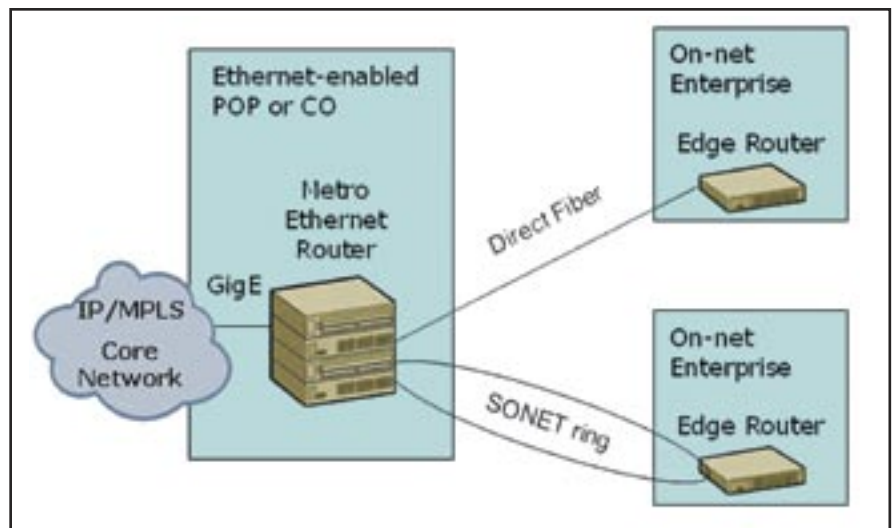 Ethernet-enabled
POP or CO
Metro
Ethernet
Router
GigE
IP/MPLS
Core
Network
Direct Fiber
SONET ring
On-net
Enterprise
Edge Router
On-net
Enterprise
Edge Router